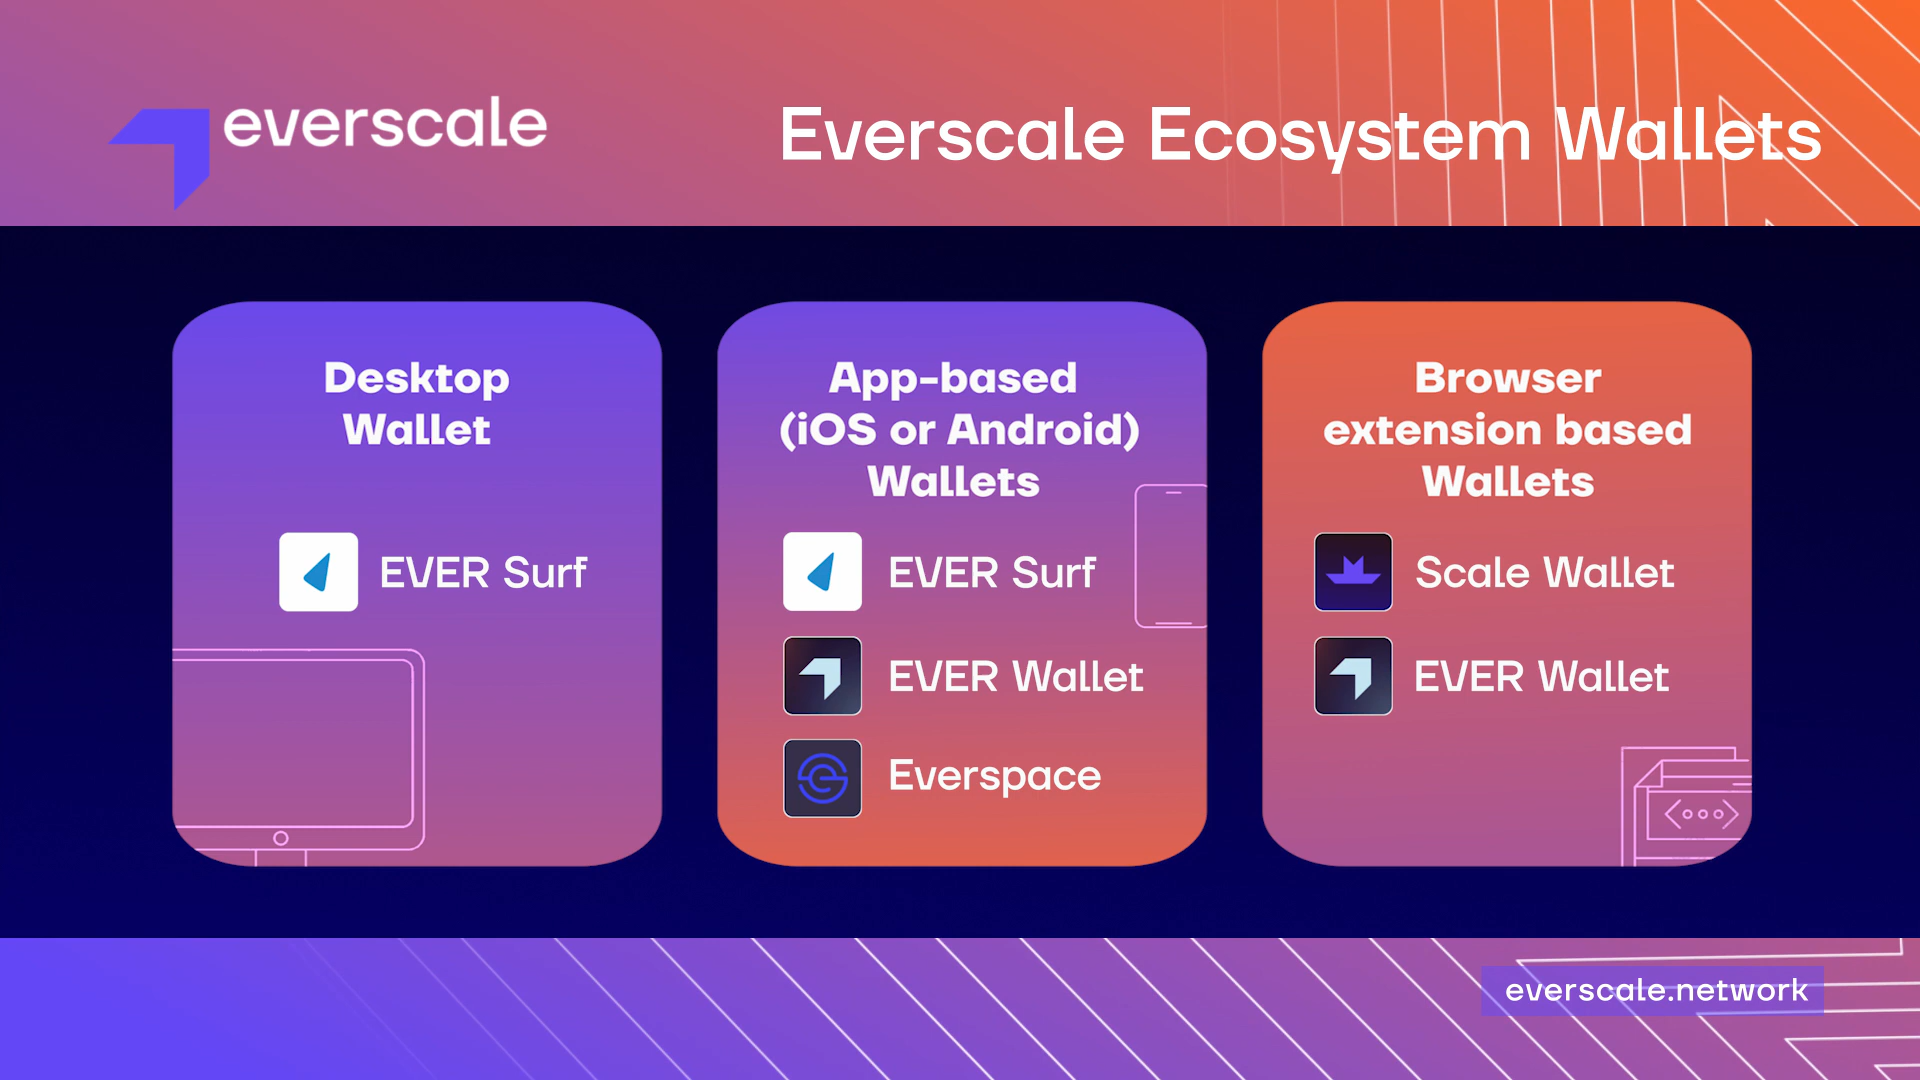 everscale
Everscale Ecosystem Wallets
Desktop
Wallet
EVER Surf
App-based
(iOS or Android)
Wallets
EVER Surf
EVER Wallet
Everspace
Browser
extension based
Wallets
Scale Wallet
EVER Wallet
everscale.network